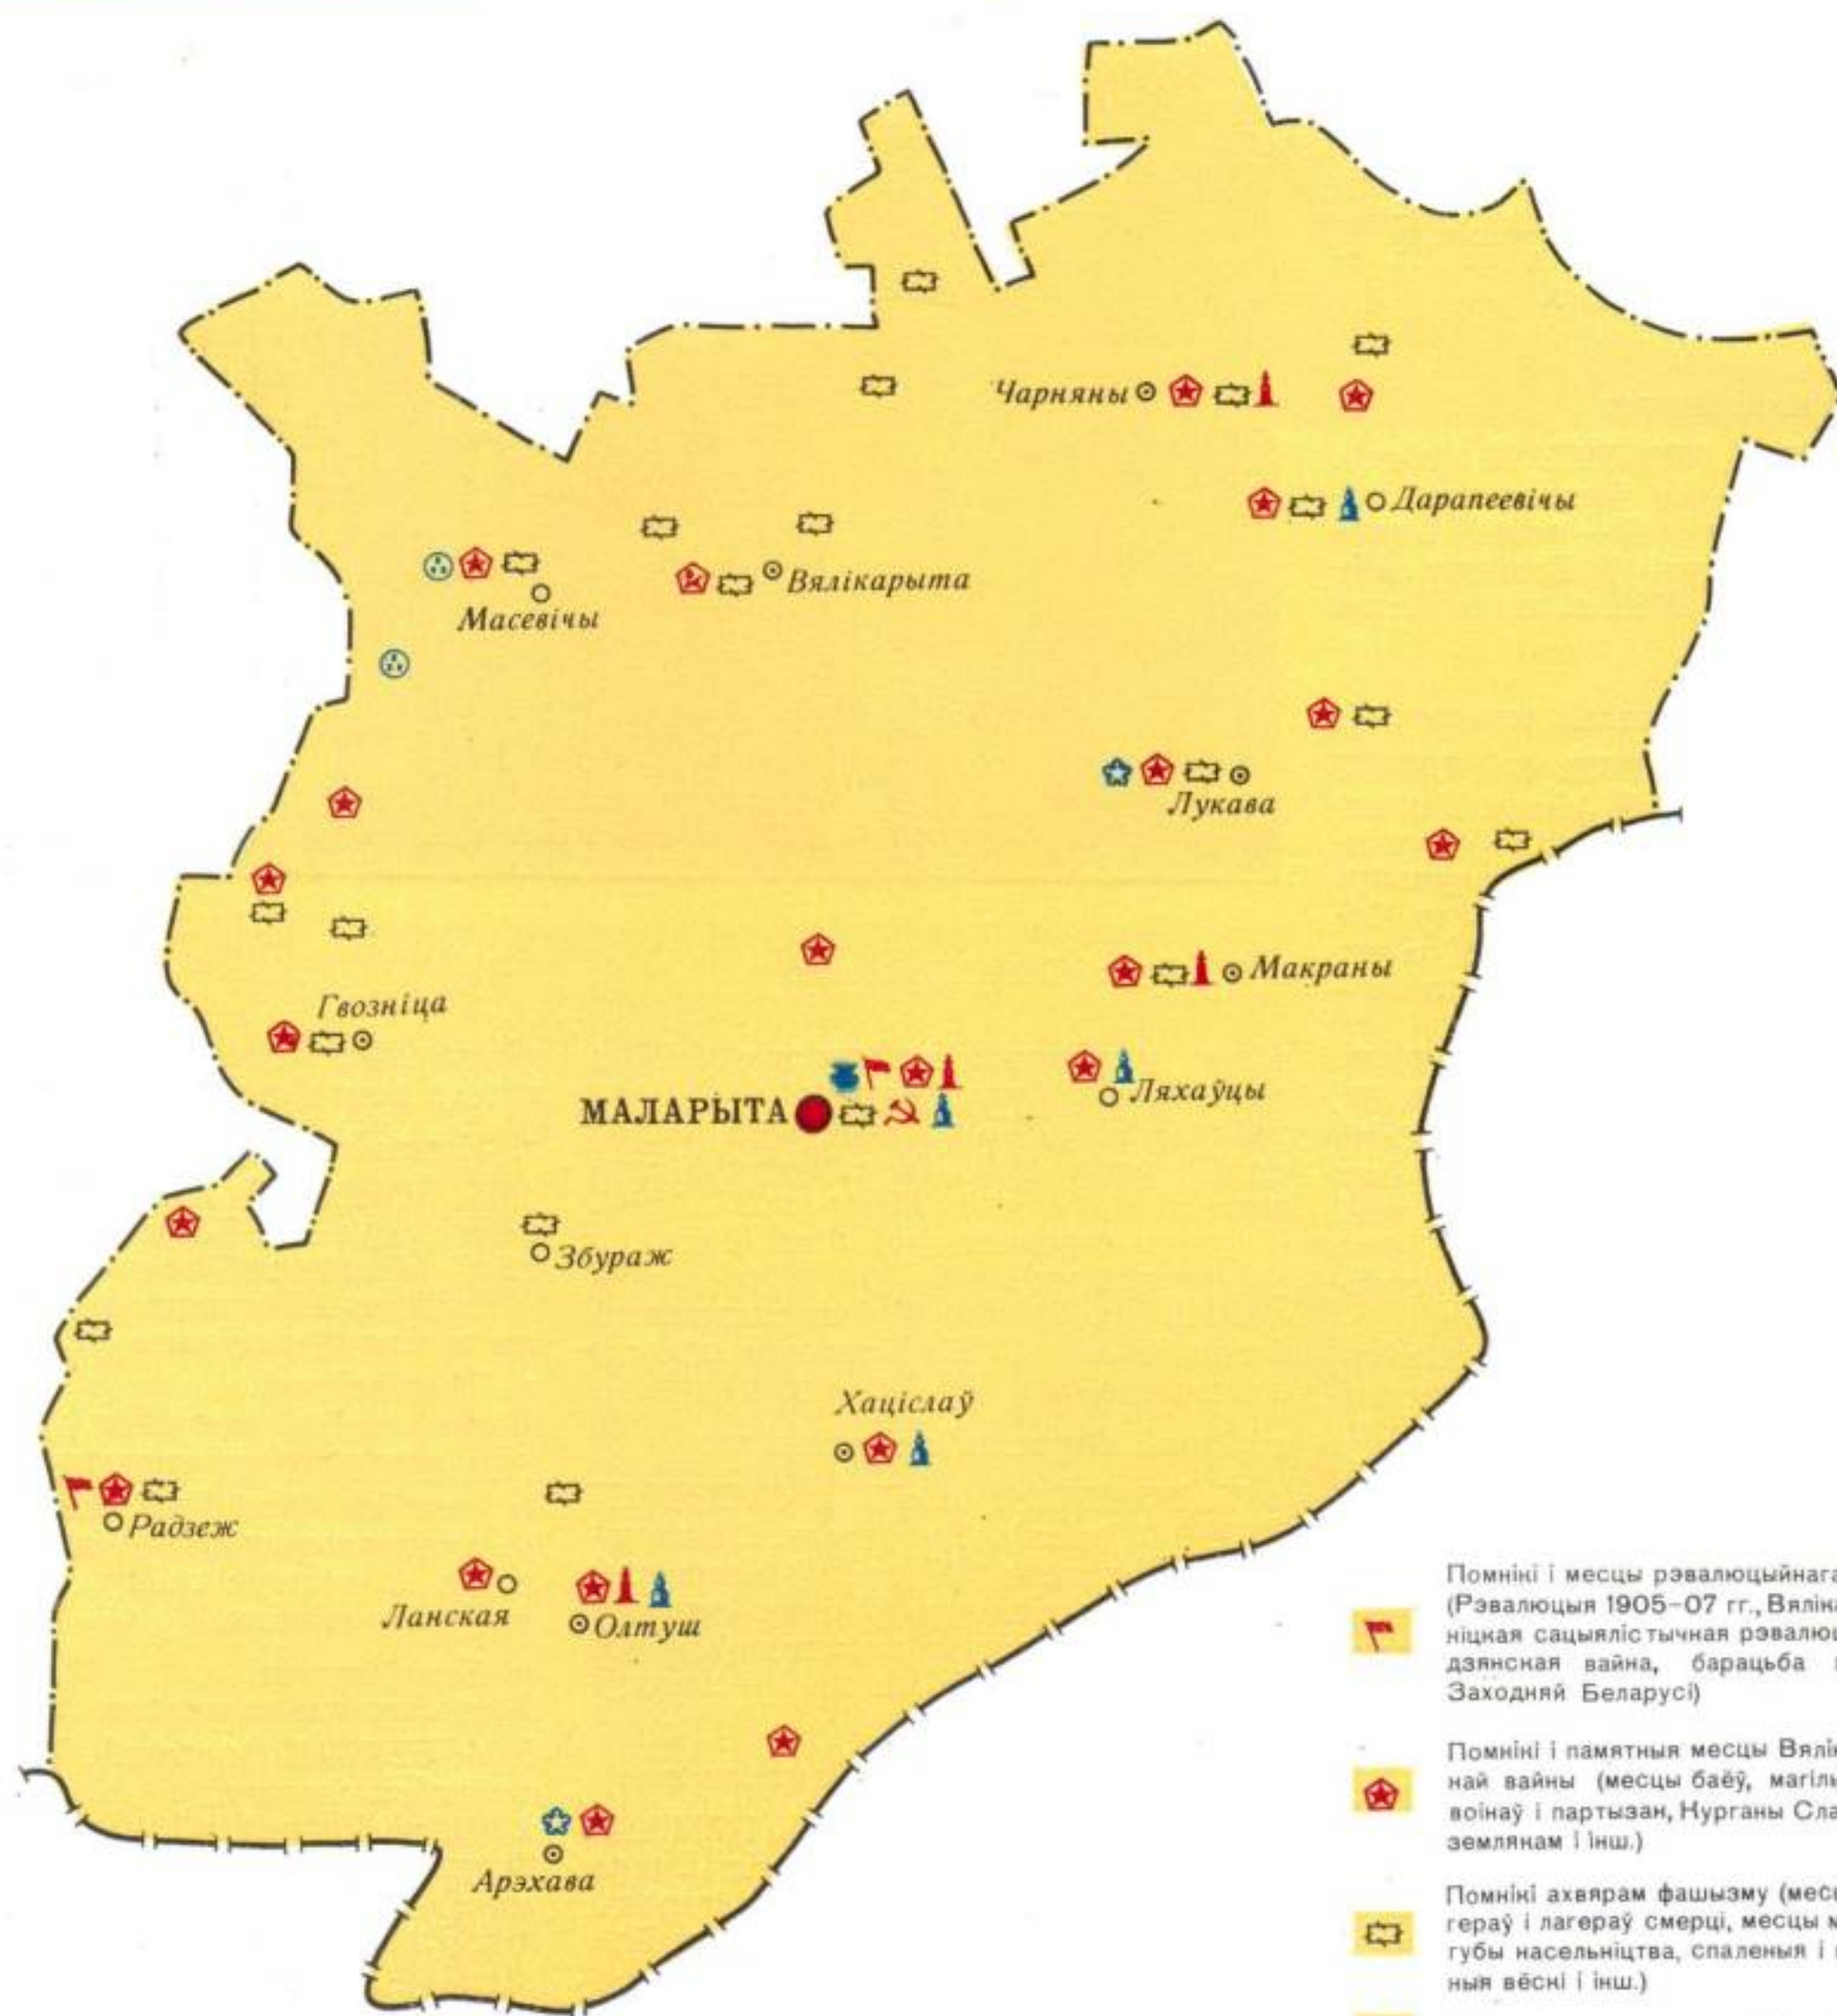 Чарняны
Дарапеевічы
Вялікарыта
Масевічы
Лукава
Макраны
Гвозніца
Ляхаўцы
МАЛАРЫТА
Збураж
Хаціслаў
Радзеж
Ланская
Олтуш
Арэхава
Помнікі і месцы рэвалюцыйнага
(Рэвалюцыя 1905–07 гг., Вяліка
ніцкая сацыялістычная рэвалюц
дзянская вайна, барацьба
Заходняй Беларусі)
Помнікі і памятныя месцы Вялік
най вайны (месцы баёў, магіль
воінаў і партызан, Курганы Сла
землякам і інш.)
Помнікі ахвярам фашызму (месц
гераў і лагераў смерці, месцы м
губы насельніцтва, спаленыя і
ныя вёскі і інш.)